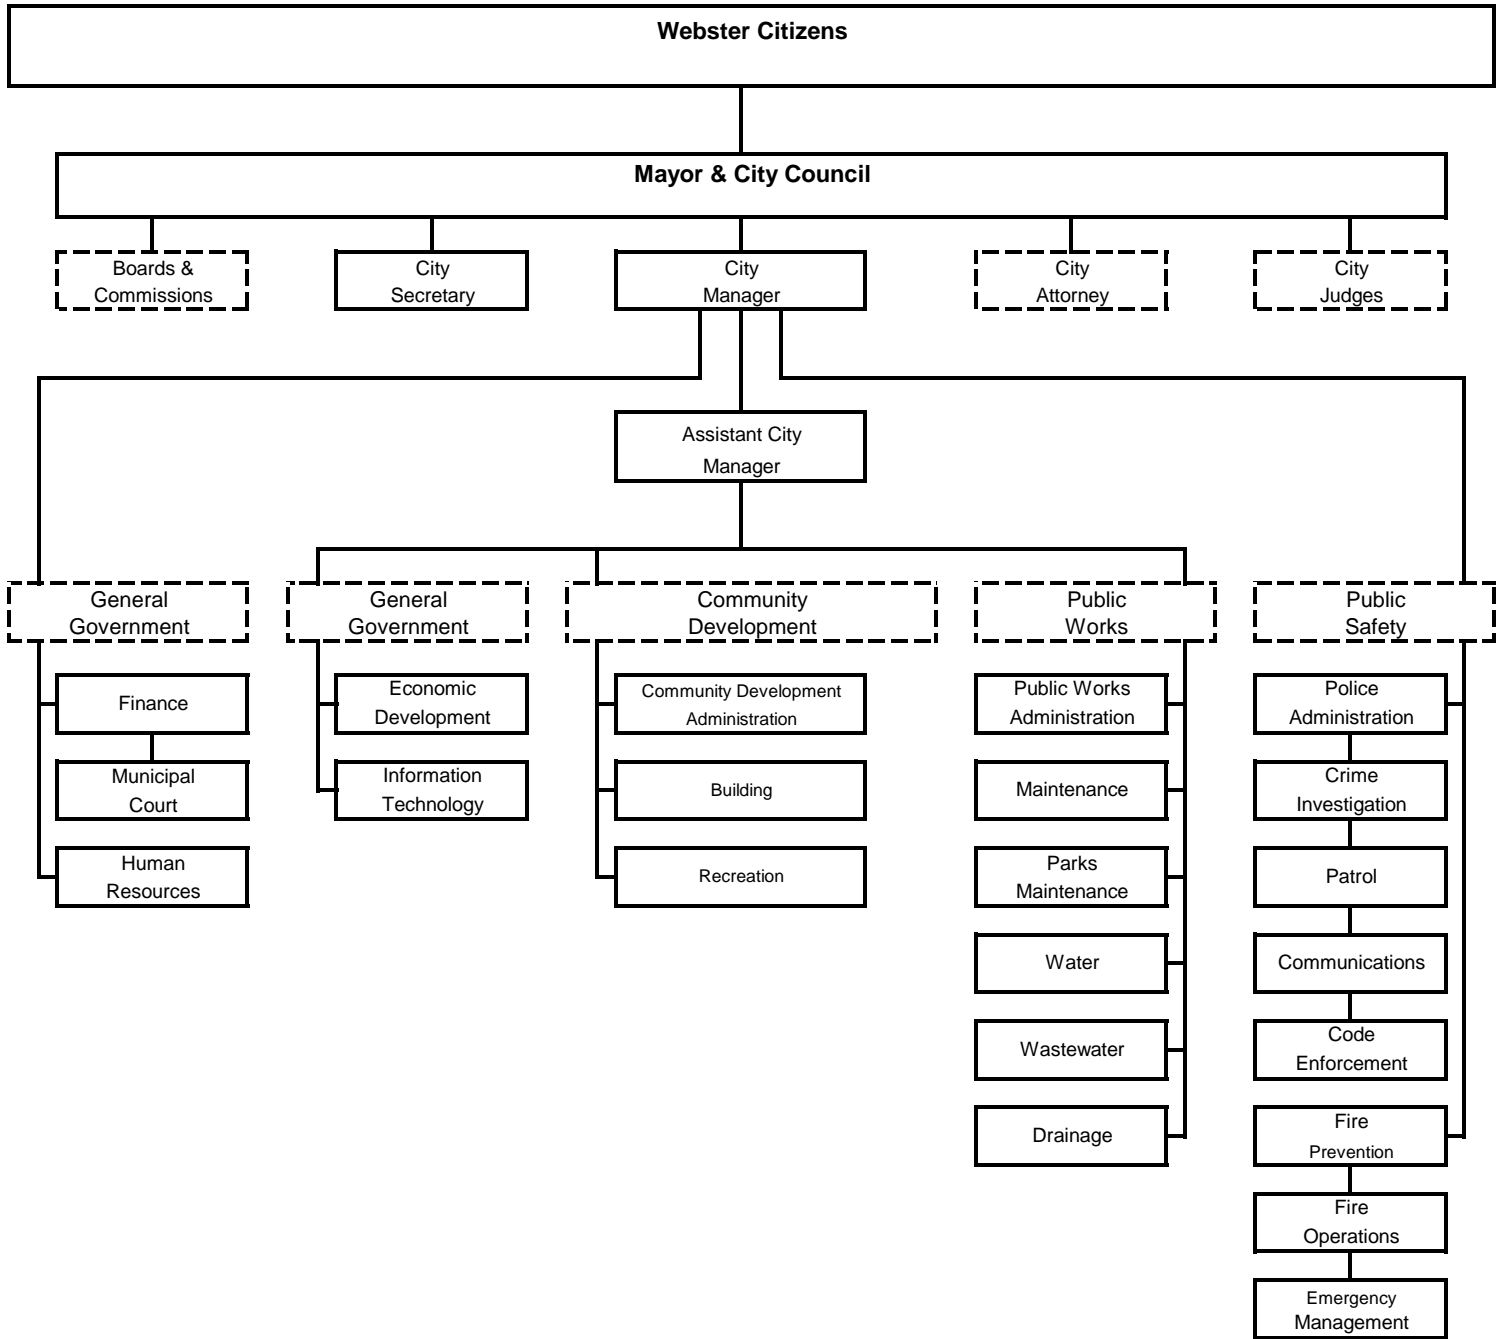 Webster Citizens
Mayor & City Council
Boards &
Commissions
City
Secretary
City
Manager
City
Attorney
City
Judges
Assistant City
Manager
General
Government
General
Government
Community
Development
Public
Works
Public
Safety
Finance
Municipal
Court
Human
Resources
Economic
Development
Information
Technology
Community Development
Administration
Building
Recreation
Public Works
Administration
Maintenance
Parks
Maintenance
Water
Wastewater
Drainage
Police
Administration
Crime
Investigation
Patrol
Communications
Code
Enforcement
Fire
Prevention
Fire
Operations
Emergency
Management